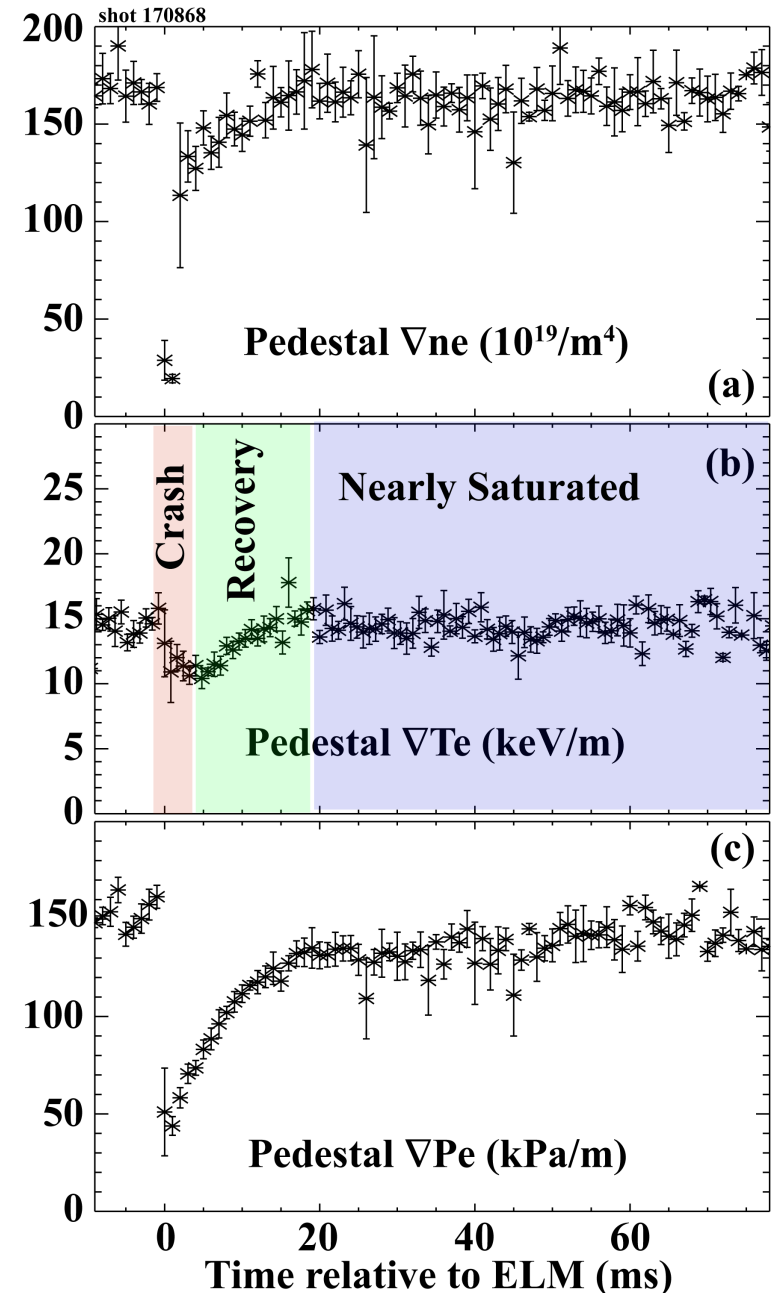 shot 170868
200
150
100
50
0
Pedestal ∇ne (10¹⁹/m⁴)
(a)
25
20
15
10
5
0
Crash
Recovery
Nearly Saturated
(b)
Pedestal ∇Te (keV/m)
150
100
50
0
(c)
Pedestal ∇Pe (kPa/m)
0 20 40 60
Time relative to ELM (ms)